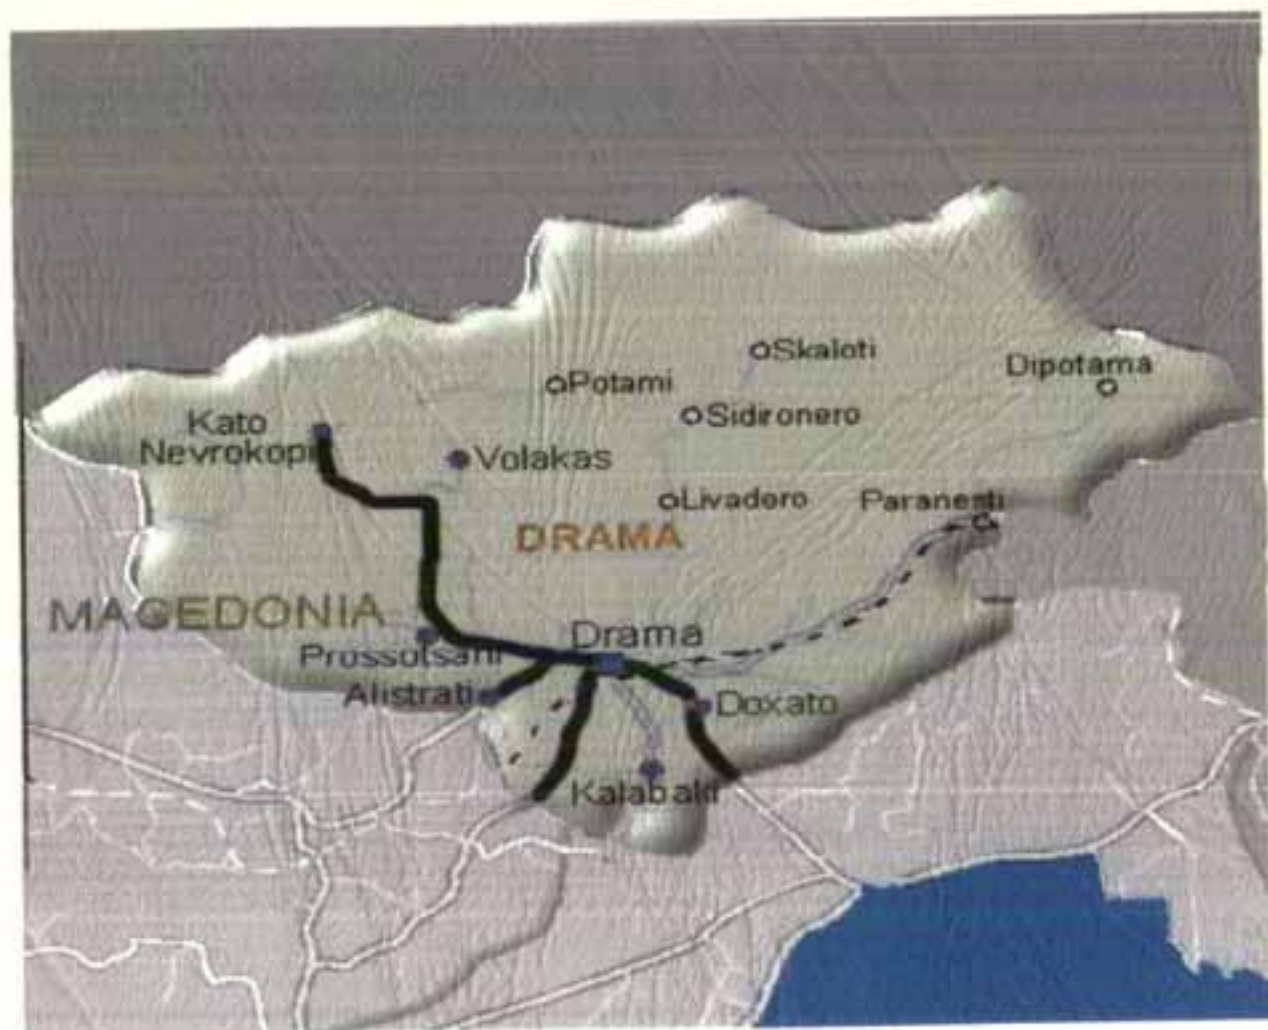 Skaloti
Dipotama
Potami
Kato
Nevrokopi
Sidironero
Volakas
Livadero
Paranesti
DRAMA
MACEDONIA
Drama
Prossotsani
Alistrati
Doxato
Kalabaki